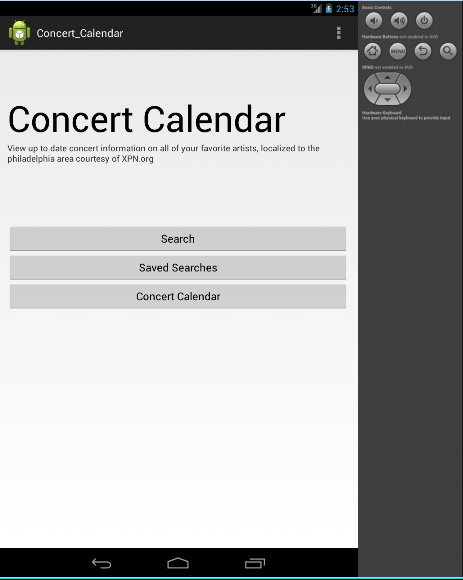 3G 2:53
Concert_Calendar
Concert Calendar
View up to date concert information on all of your favorite artists, localized to the
philadelphia area courtesy of XPN.org
Search
Saved Searches
Concert Calendar
Basic Controls
Hardware Buttons not enabled in AVD
MENU
DPAD not enabled in AVD
Hardware Keyboard
Use your physical keyboard to provide input